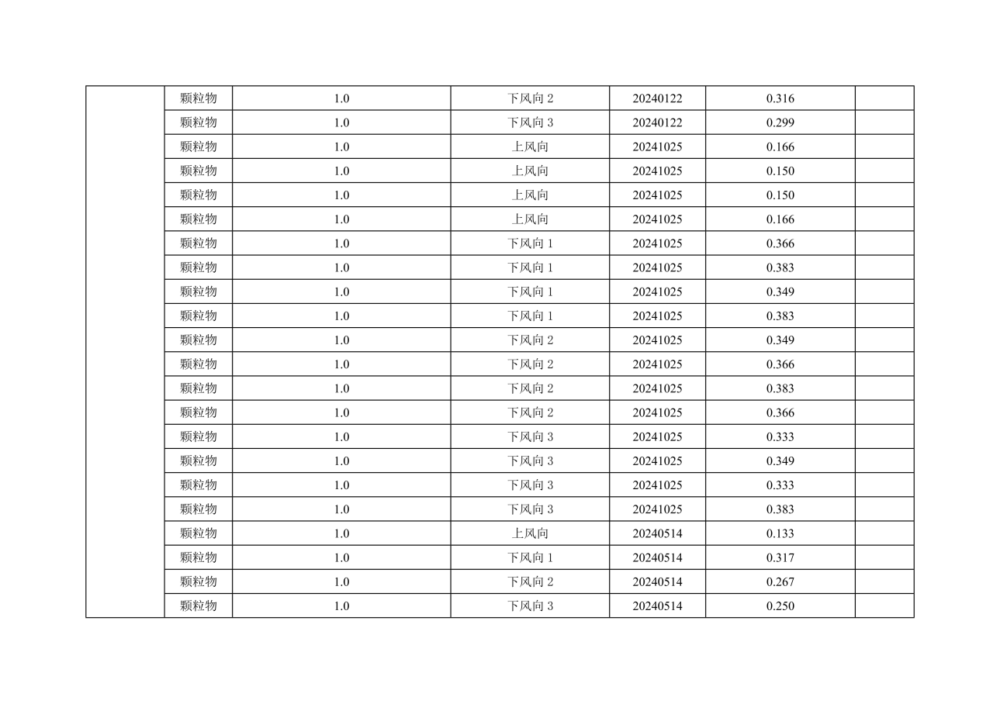 颗粒物 1.0 下风向 2 20240122 0.316
颗粒物 1.0 下风向 3 20240122 0.299
颗粒物 1.0 上风向 20241025 0.166
颗粒物 1.0 上风向 20241025 0.150
颗粒物 1.0 上风向 20241025 0.150
颗粒物 1.0 上风向 20241025 0.166
颗粒物 1.0 下风向 1 20241025 0.366
颗粒物 1.0 下风向 1 20241025 0.383
颗粒物 1.0 下风向 1 20241025 0.349
颗粒物 1.0 下风向 1 20241025 0.383
颗粒物 1.0 下风向 2 20241025 0.349
颗粒物 1.0 下风向 2 20241025 0.366
颗粒物 1.0 下风向 2 20241025 0.383
颗粒物 1.0 下风向 2 20241025 0.366
颗粒物 1.0 下风向 3 20241025 0.333
颗粒物 1.0 下风向 3 20241025 0.349
颗粒物 1.0 下风向 3 20241025 0.333
颗粒物 1.0 下风向 3 20241025 0.383
颗粒物 1.0 上风向 20240514 0.133
颗粒物 1.0 下风向 1 20240514 0.317
颗粒物 1.0 下风向 2 20240514 0.267
颗粒物 1.0 下风向 3 20240514 0.250